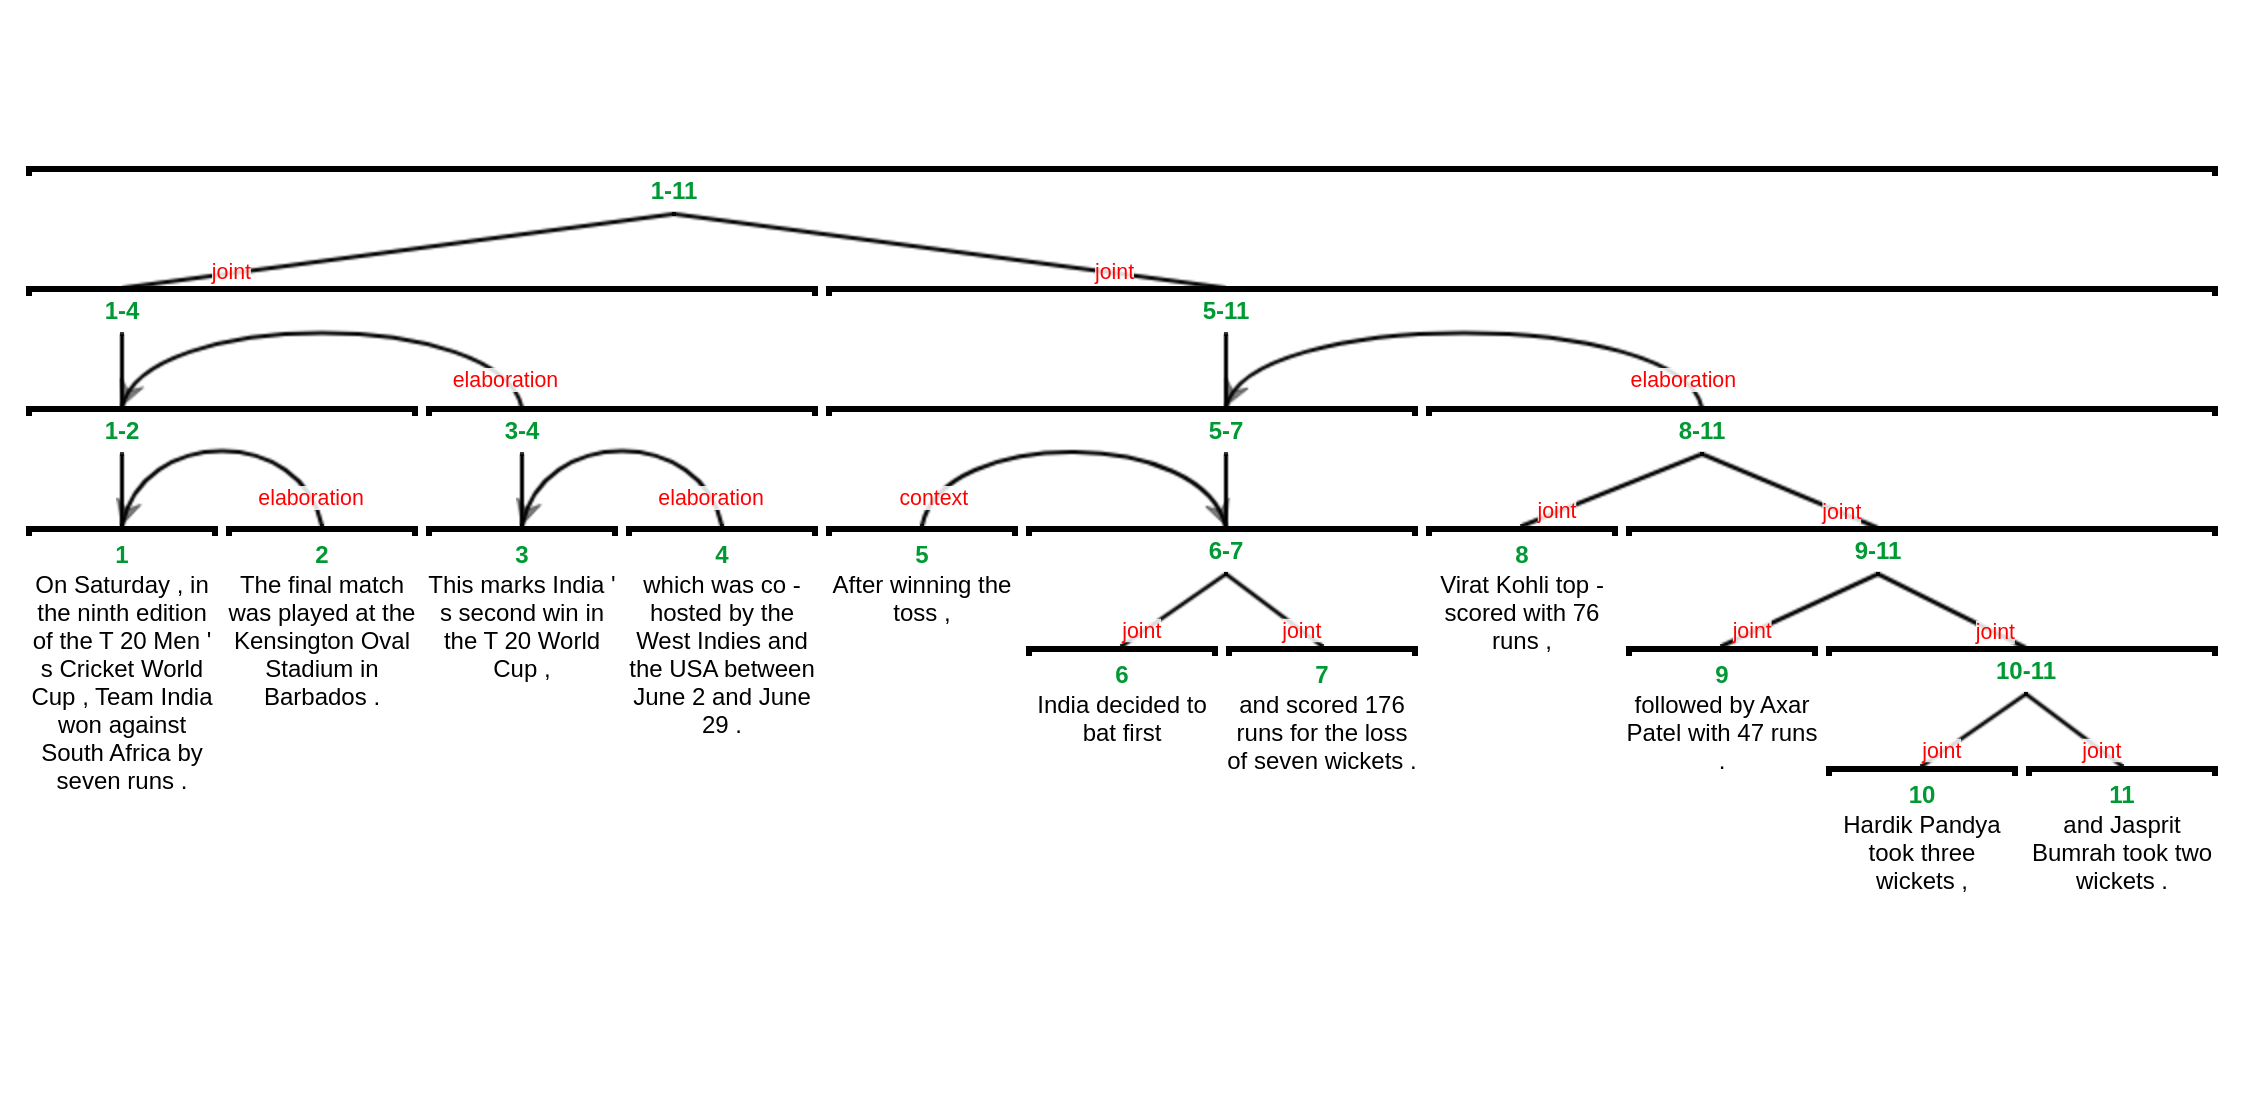 1-11
joint
joint
1-4
5-11
elaboration
elaboration
1-2
3-4
5-7
8-11
elaboration
elaboration
context
joint
joint
1
On Saturday , in
the ninth edition
of the T 20 Men '
s Cricket World
Cup , Team India
won against
South Africa by
seven runs .
2
The final match
was played at the
Kensington Oval
Stadium in
Barbados .
3
This marks India '
s second win in
the T 20 World
Cup ,
4
which was co -
hosted by the
West Indies and
the USA between
June 2 and June
29 .
5
After winning the
toss ,
6-7
joint
joint
6
India decided to
bat first
7
and scored 176
runs for the loss
of seven wickets .
8
Virat Kohli top -
scored with 76
runs ,
9-11
joint
joint
9
followed by Axar
Patel with 47 runs
.
10-11
joint
joint
10
Hardik Pandya
took three
wickets ,
11
and Jasprit
Bumrah took two
wickets .